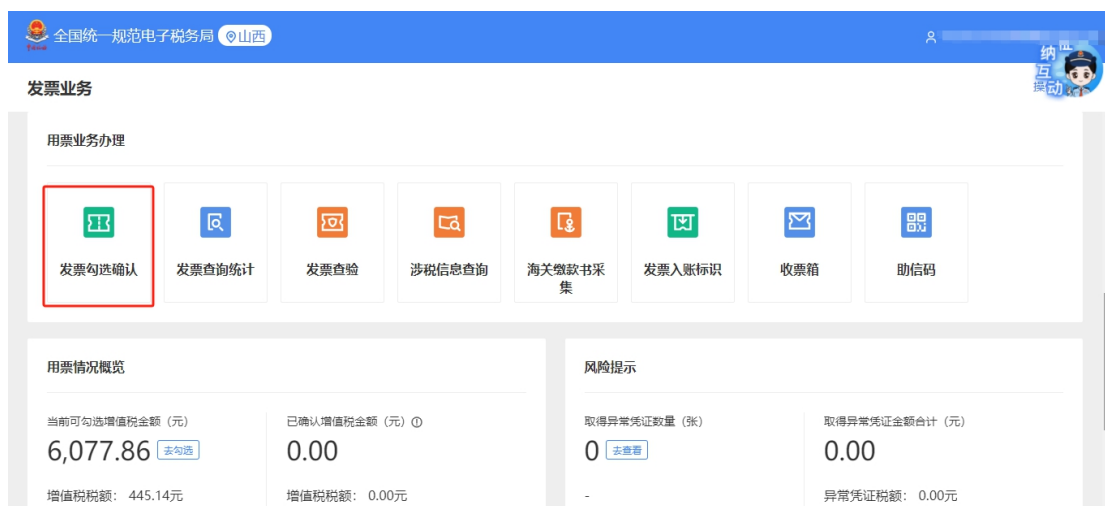 全国统一规范电子税务局 山西
纳
互动
操
发票业务
用票业务办理
发票勾选确认 发票查询统计 发票查验 涉税信息查询 海关缴款书采集 发票入账标识 收票箱 助信码
用票情况概览
风险提示
当前可勾选增值税金额（元） 已确认增值税金额（元） 取得异常凭证数量（张） 取得异常凭证金额合计（元）
6,077.86 去勾选 0.00 0 去查看 0.00
增值税税额： 445.14元 增值税税额： 0.00元 - 异常凭证税额： 0.00元